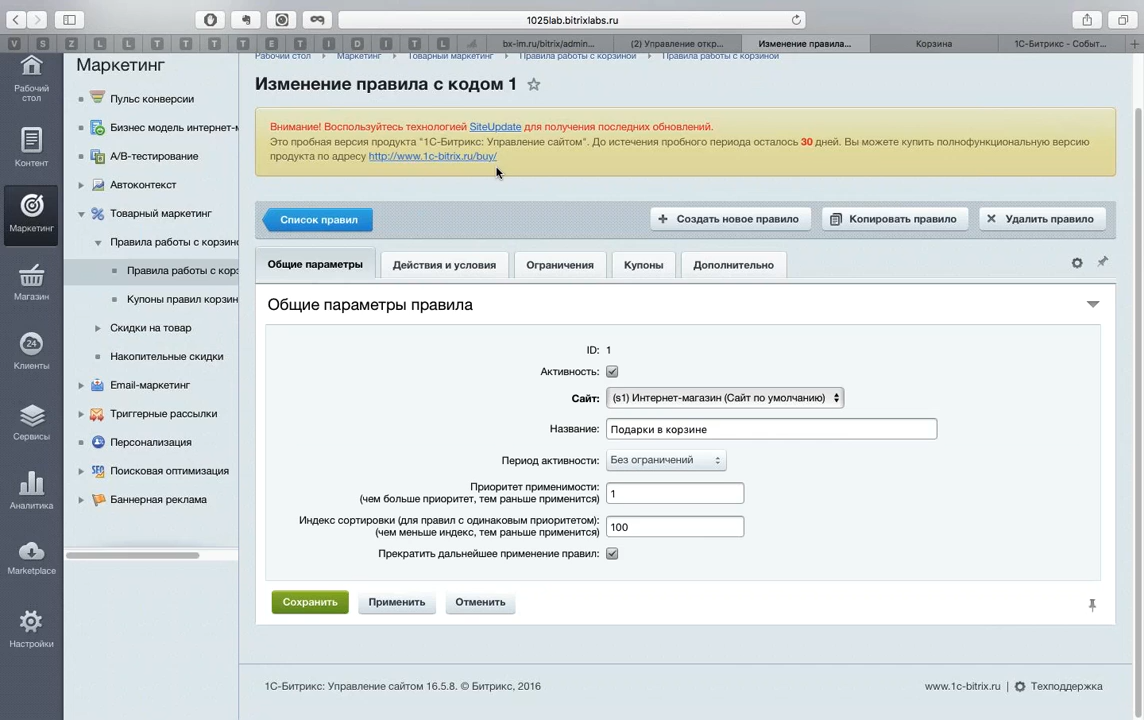 1025lab.bitrixlabs.ru
V S Z L L T T T T E T I D I T L bx-im.ru/bitrix/admin... (2) Управление откр... Изменение правила... Корзина 1С-Битрикс - Событ...
Рабочий стол
Контент
Маркетинг
Магазин
24
Клиенты
Сервисы
Аналитика
Marketplace
Настройки
Маркетинг
Пульс конверсии
Бизнес модель интернет-м
A/B-тестирование
Автоконтекст
Товарный маркетинг
Правила работы с корзино
Правила работы с корз
Купоны правил корзин
Скидки на товар
Накопительные скидки
Email-маркетинг
Триггерные рассылки
Персонализация
SEO Поисковая оптимизация
Баннерная реклама
Рабочий стол Маркетинг Товарный маркетинг Правила работы с корзиной Правила работы с корзиной
Изменение правила с кодом 1
Внимание! Воспользуйтесь технологией SiteUpdate для получения последних обновлений.
Это пробная версия продукта "1С-Битрикс: Управление сайтом". До истечения пробного периода осталось 30 дней. Вы можете купить полнофункциональную версию
продукта по адресу http://www.1c-bitrix.ru/buy/
Список правил Создать новое правило Копировать правило Удалить правило
Общие параметры Действия и условия Ограничения Купоны Дополнительно
Общие параметры правила
ID: 1
Активность:
Сайт: (s1) Интернет-магазин (Сайт по умолчанию)
Название: Подарки в корзине
Период активности: Без ограничений
Приоритет применимости:
(чем больше приоритет, тем раньше применится) 1
Индекс сортировки (для правил с одинаковым приоритетом):
(чем меньше индекс, тем раньше применится) 100
Прекратить дальнейшее применение правил:
Сохранить Применить Отменить
1С-Битрикс: Управление сайтом 16.5.8. © Битрикс, 2016 www.1c-bitrix.ru | Техподдержка